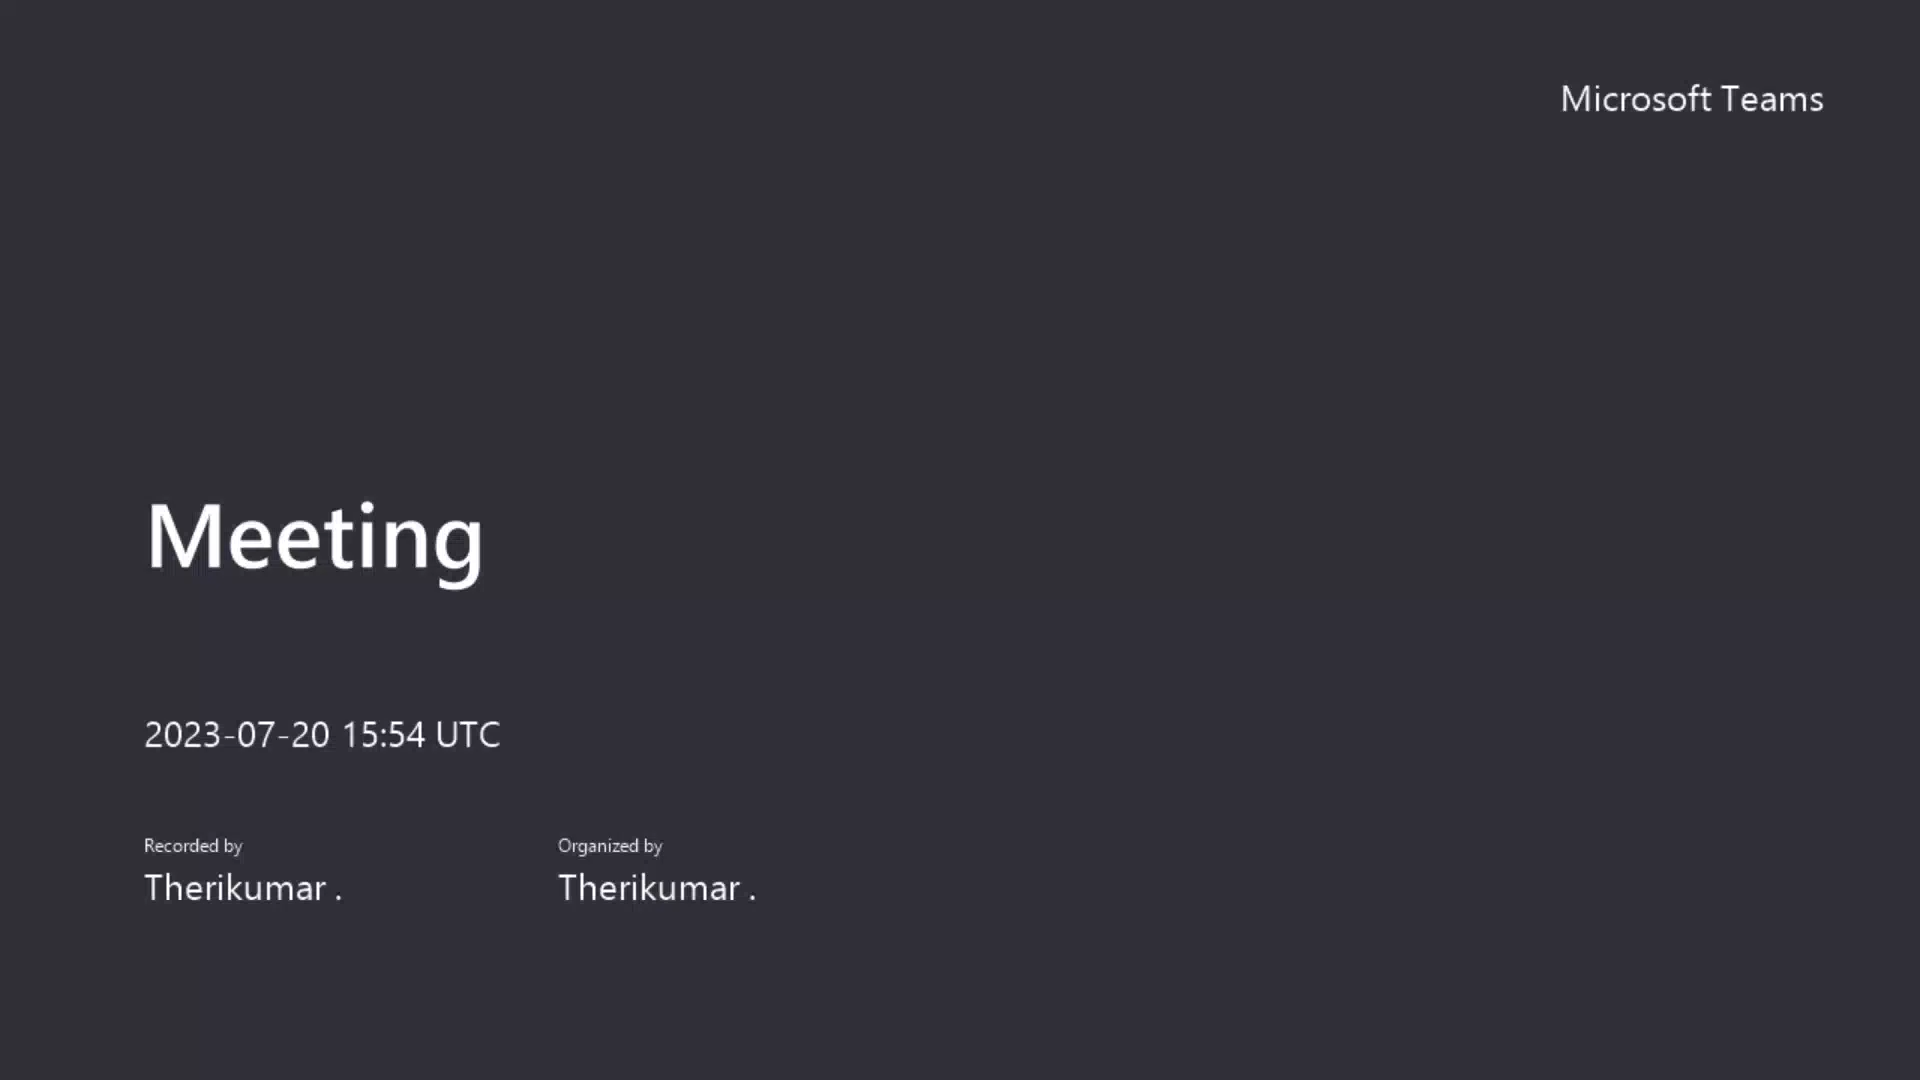 Microsoft Teams
Meeting
2023-07-20 15:54 UTC
Recorded by
Therikumar .
Organized by
Therikumar .